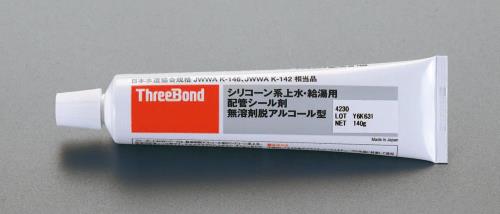 日本水道協会規格 JWWA K-146、JWWA K-142 相当品
ThreeBond
シリコーン系上水・給湯用
配管シール剤
無溶剤脱アルコール型
4230
LOT Y6K631
NET 140g
Made in Japan